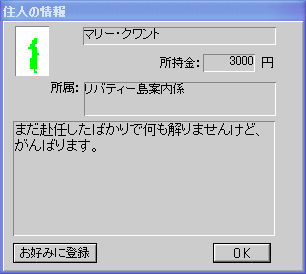 住人の情報
マリー・クワント
所持金: 3000 円
所属: リバティー島案内係
まだ赴任したばかりで何も解りませんけど、
がんばります。
お好みに登録 OK